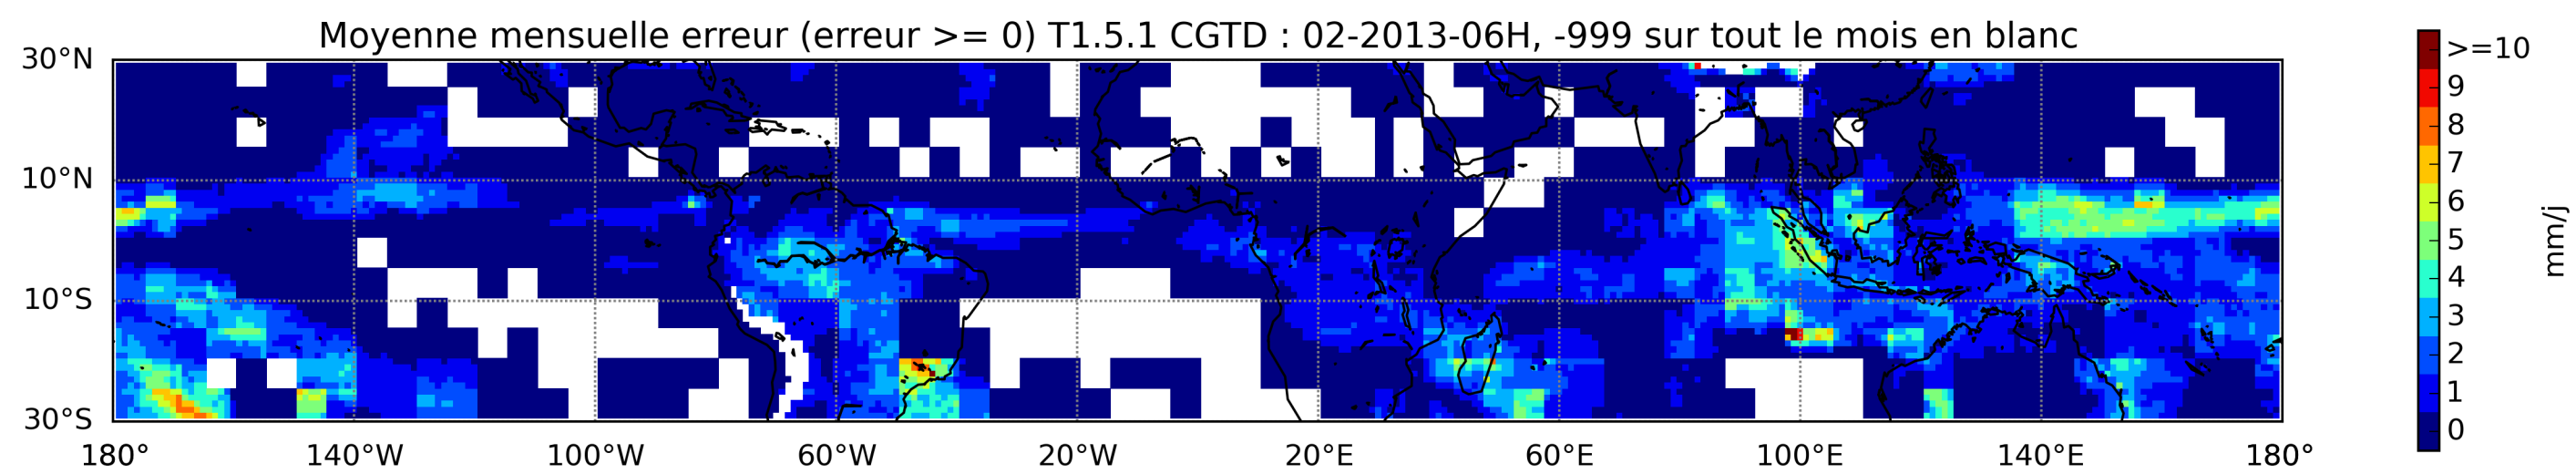 Moyenne mensuelle erreur (erreur >= 0) T1.5.1 CGTD : 02-2013-06H, -999 sur tout le mois en blanc
30°N
10°N
10°S
30°S
180° 140°W 100°W 60°W 20°W 20°E 60°E 100°E 140°E 180°
>=10
9
8
7
6
5
4
3
2
1
0
mm/j